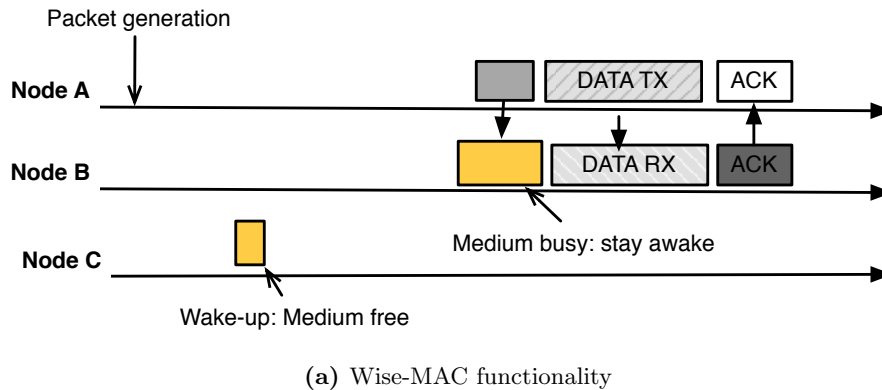 Packet generation
Node A
DATA TX
ACK
Node B
DATA RX
ACK
Medium busy: stay awake
Node C
Wake-up: Medium free
(a) Wise-MAC functionality